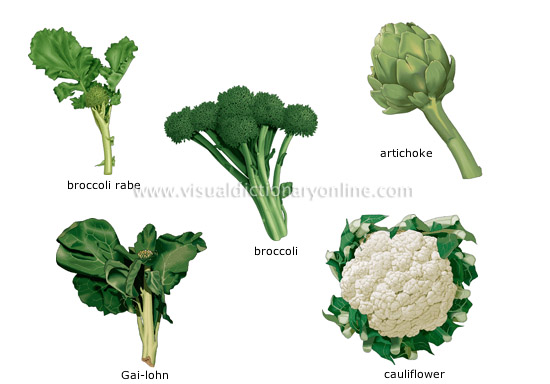 artichoke
broccoli rabe
www.visualdictionaryonline.com
broccoli
Gai-lohn
cauliflower